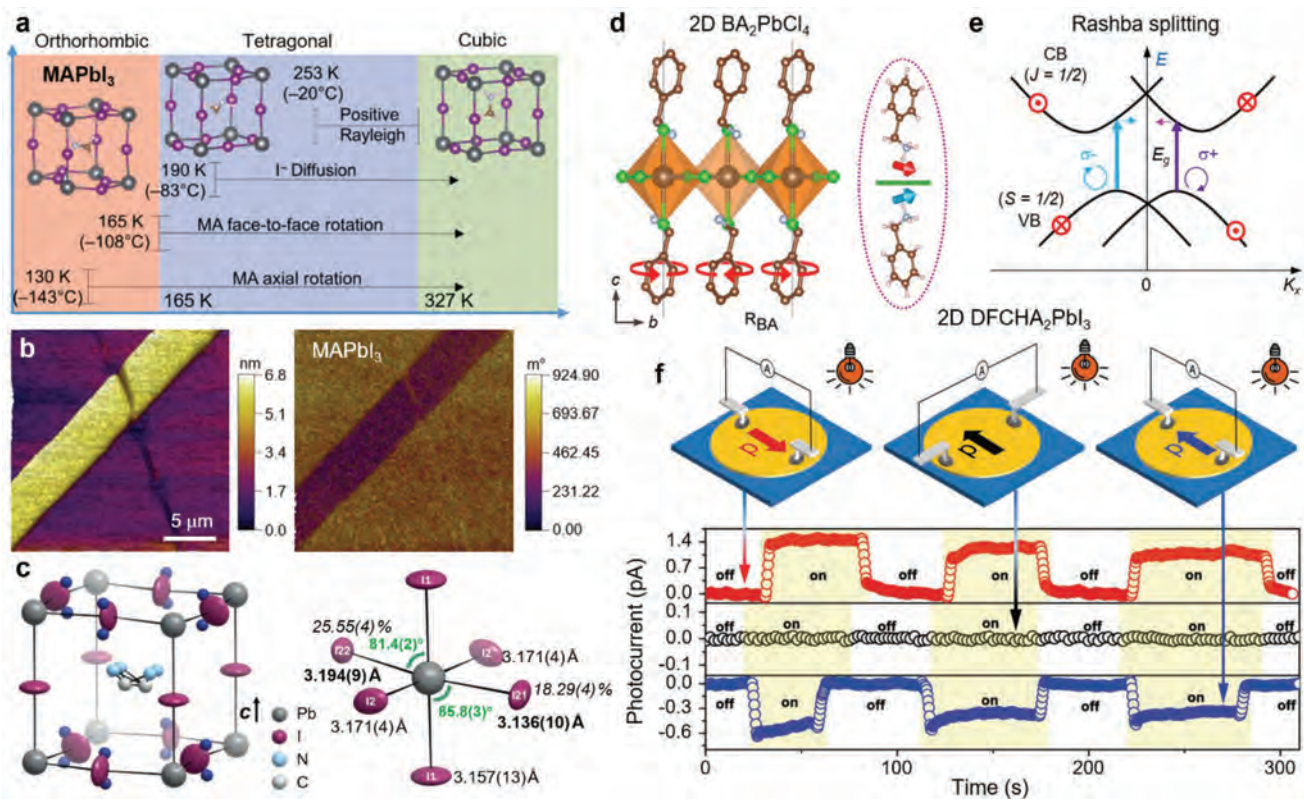 a
Orthorhombic
Tetragonal
Cubic
MAPbI₃
253 K
(–20°C)
Positive
Rayleigh
190 K
(–83°C)
I⁻ Diffusion
165 K
(–108°C)
MA face-to-face rotation
130 K
(–143°C)
MA axial rotation
165 K
327 K
b
nm
6.8
5.1
3.4
1.7
0.0
5 μm
MAPbI₃
m°
924.90
693.67
462.45
231.22
0.00
c
c
Pb
I
N
C
I1
25.55(4)%
81.4(2)°
I22
I2
3.171(4)Å
3.194(9)Å
18.29(4)%
I2
I21
85.8(3)°
3.171(4)Å
3.136(10)Å
I1
3.157(13)Å
d
2D BA₂PbCl₄
c
b
R_BA
e
Rashba splitting
CB
(J = 1/2)
E
σ-
E_g
σ+
(S = 1/2)
VB
0
K_x
2D DFCHA₂PbI₃
f
A
A
A
p
p
p
Photocurrent (pA)
1.4
0.7
0.0
off
on
off
on
off
on
off
0.1
0.0
-0.1
off
on
off
on
off
on
off
0.0
-0.3
-0.6
off
on
off
on
off
on
off
0
100
200
300
Time (s)